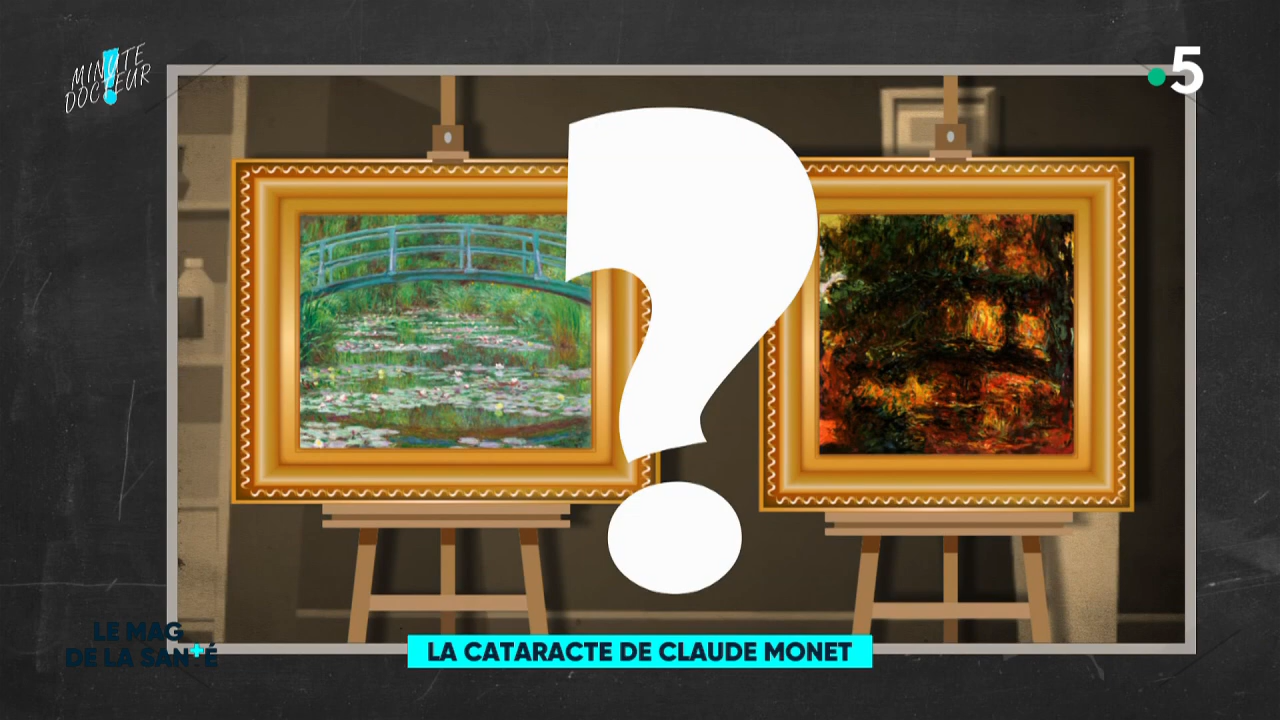 MINUTE
DOCTEUR
5
LE MAG
DE LA SANTÉ
LA CATARACTE DE CLAUDE MONET